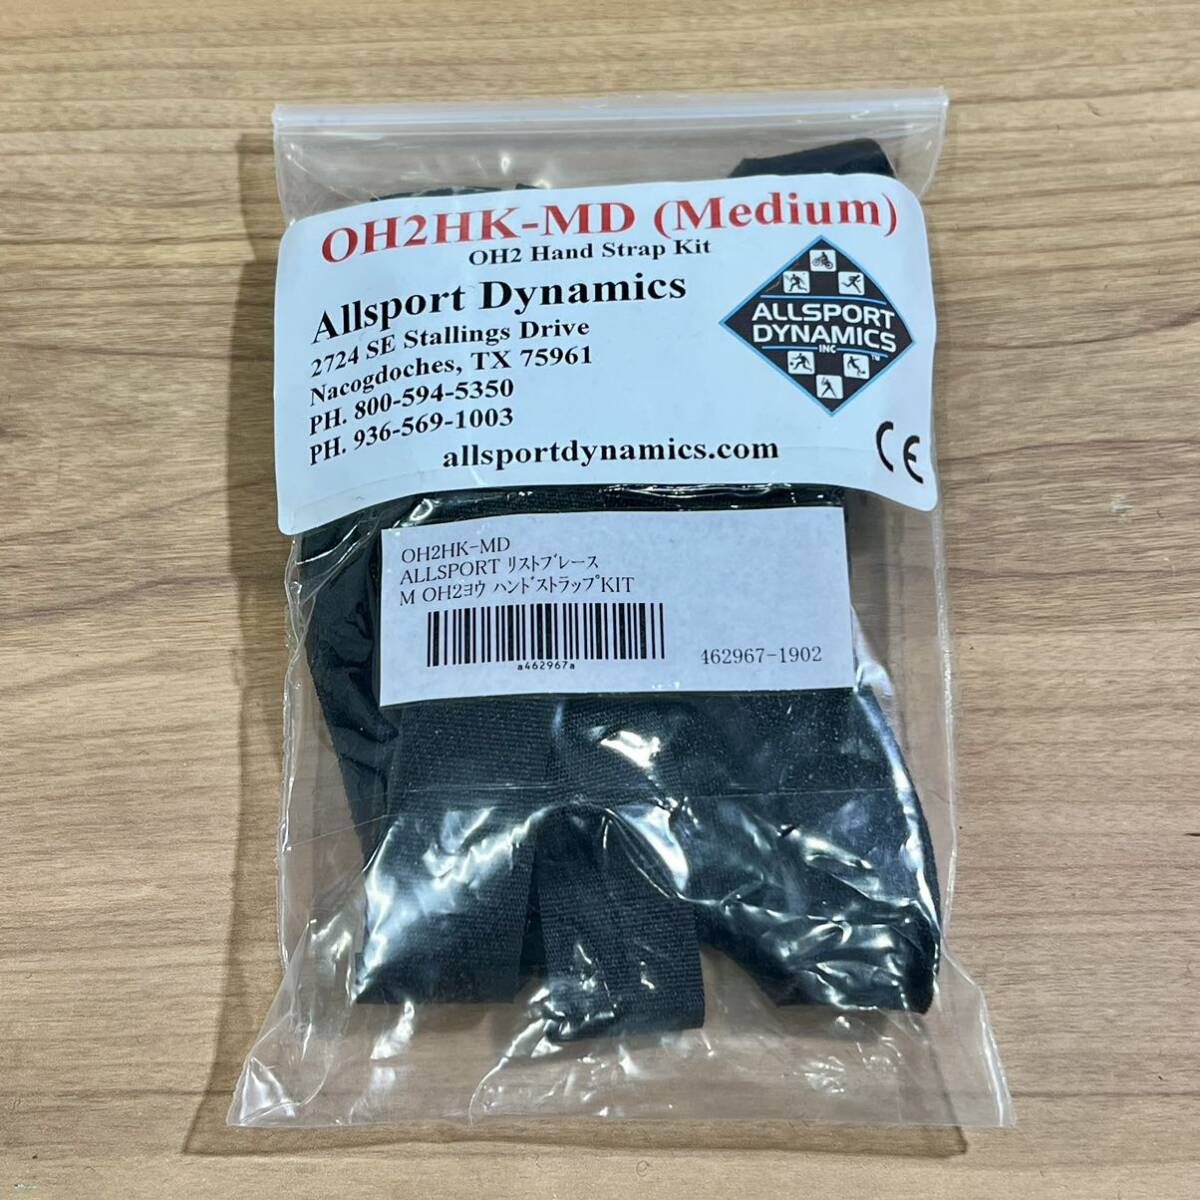 OH2HK-MD (Medium)
OH2 Hand Strap Kit
Allsport Dynamics
2724 SE Stallings Drive
Nacogdoches, TX 75961
PH. 800-594-5350
PH. 936-569-1003
allsportdynamics.com
ALLSPORT
DYNAMICS
INC
TM
CE
OH2HK-MD
ALLSPORT ﾘｽﾄﾌﾞﾚｰｽ
M OH2ﾖｳ ﾊﾝﾄﾞｽﾄﾗｯﾌﾟKIT
a462967a
462967-1902